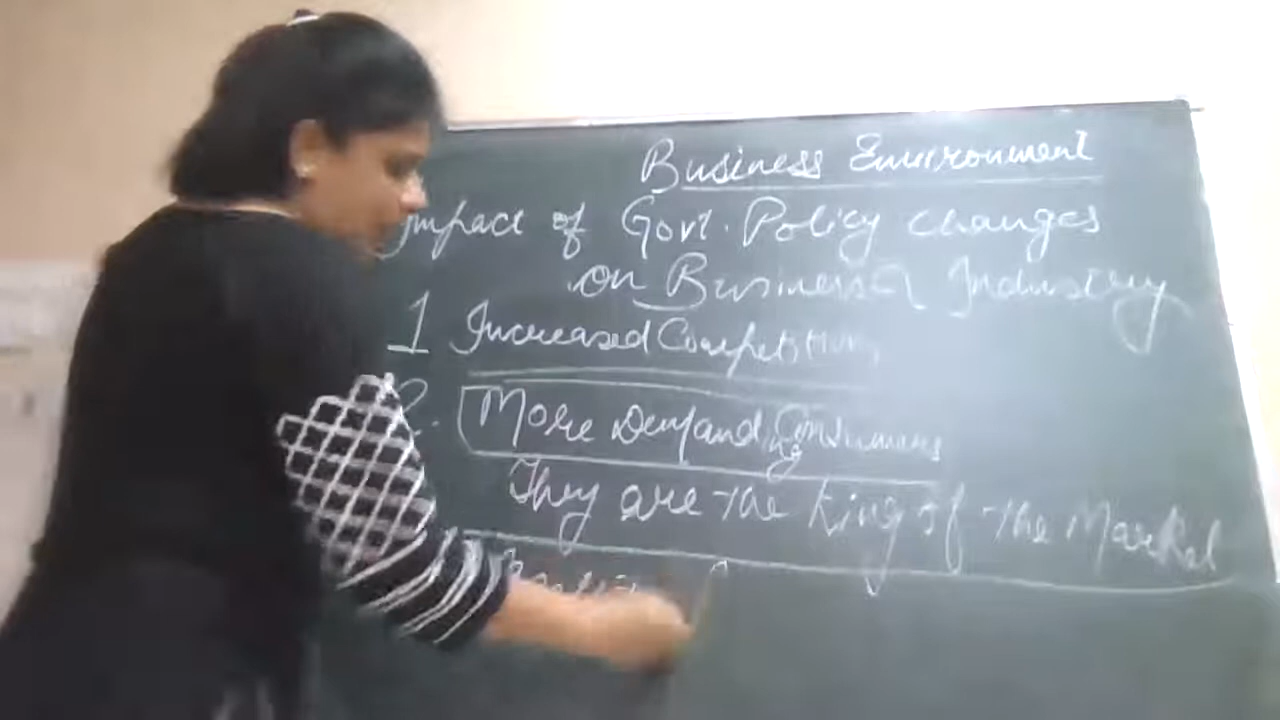 Business Environment
Impact of Govt. Policy changes
on Business & Industry
1 Increased Competition,
2. More Demanding Consumers
They are the King of the Market